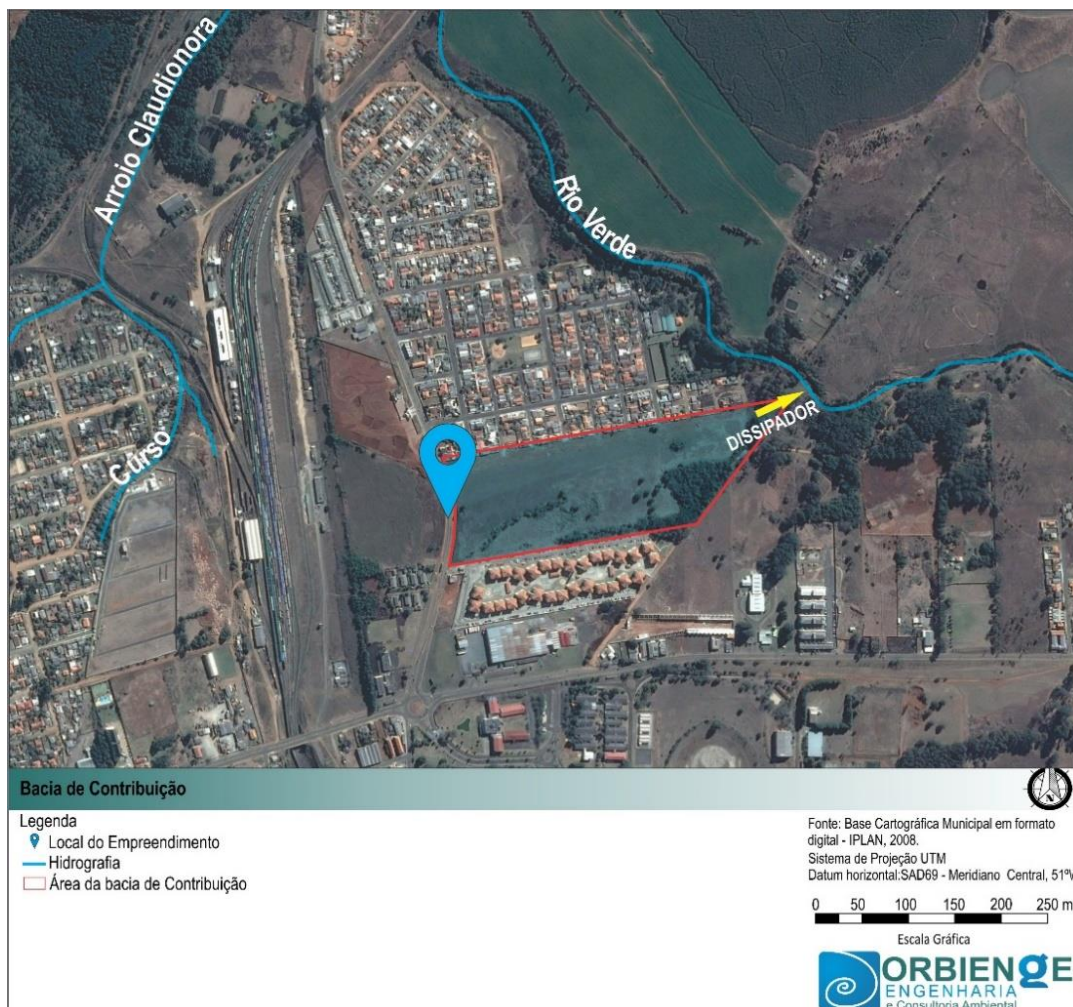 Arroio Claudionora
Rio Verde
DISSIPADOR
Curso
Bacia de Contribuição
N
Legenda
Local do Empreendimento
Hidrografia
Área da bacia de Contribuição
Fonte: Base Cartográfica Municipal em formato
digital - IPLAN, 2008.
Sistema de Projeção UTM
Datum horizontal:SAD69 - Meridiano Central, 51º
0 50 100 150 200 250 m
Escala Gráfica
ORBIENGE
ENGENHARIA
e Consultoria Ambiental